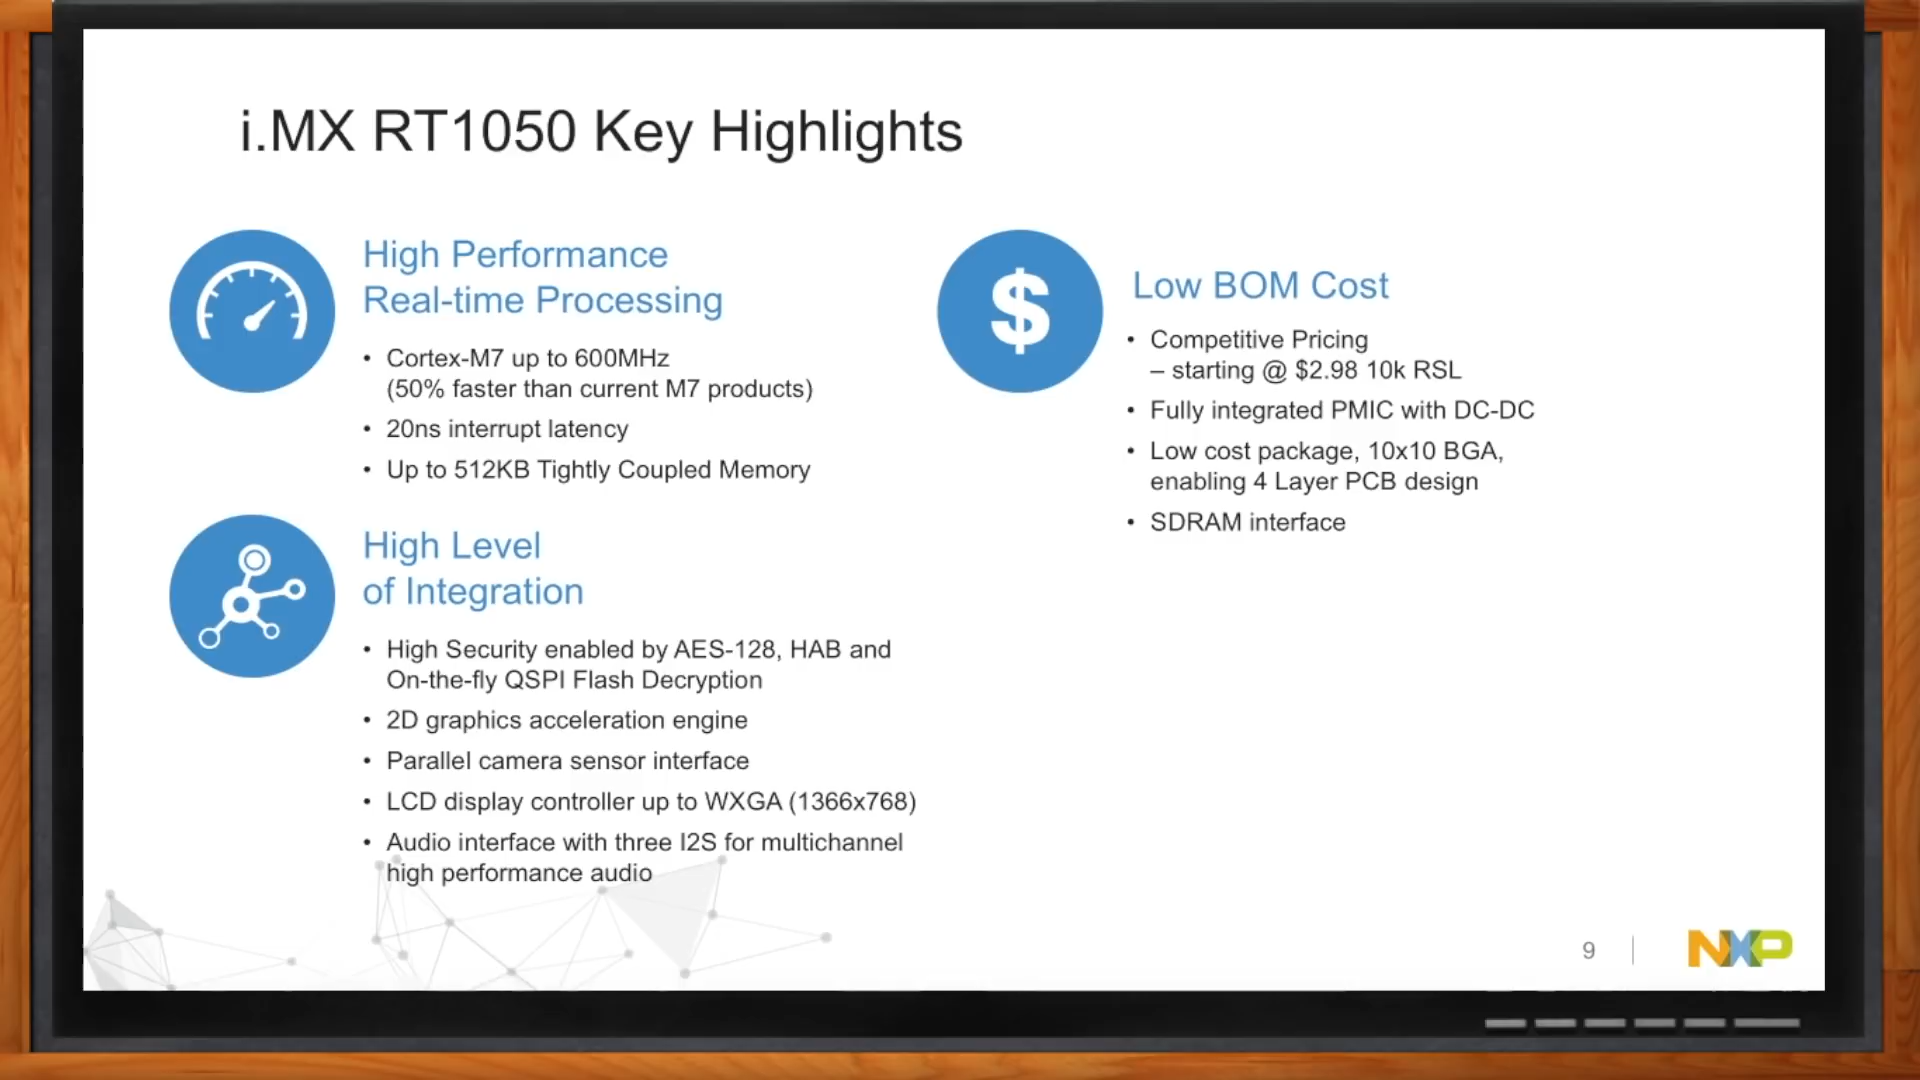 i.MX RT1050 Key Highlights
High Performance
Real-time Processing
• Cortex-M7 up to 600MHz
(50% faster than current M7 products)
• 20ns interrupt latency
• Up to 512KB Tightly Coupled Memory
High Level
of Integration
• High Security enabled by AES-128, HAB and
On-the-fly QSPI Flash Decryption
• 2D graphics acceleration engine
• Parallel camera sensor interface
• LCD display controller up to WXGA (1366x768)
• Audio interface with three I2S for multichannel
high performance audio
$
Low BOM Cost
• Competitive Pricing
– starting @ $2.98 10k RSL
• Fully integrated PMIC with DC-DC
• Low cost package, 10x10 BGA,
enabling 4 Layer PCB design
• SDRAM interface
9
NXP